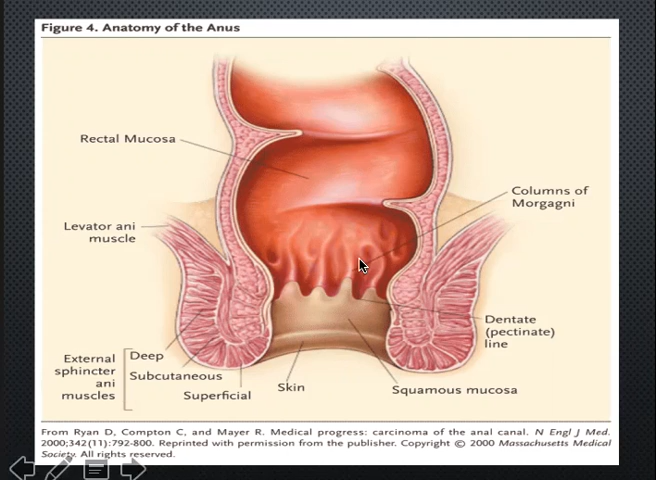 Figure 4. Anatomy of the Anus
Rectal Mucosa
Columns of
Morgagni
Levator ani
muscle
Dentate
(pectinate)
line
External
sphincter
ani
muscles
Deep
Subcutaneous
Superficial
Skin
Squamous mucosa
From Ryan D, Compton C, and Mayer R. Medical progress: carcinoma of the anal canal. N Engl J Med.
2000;342(11):792-800. Reprinted with permission from the publisher. Copyright © 2000 Massachusetts Medical
Society. All rights reserved.